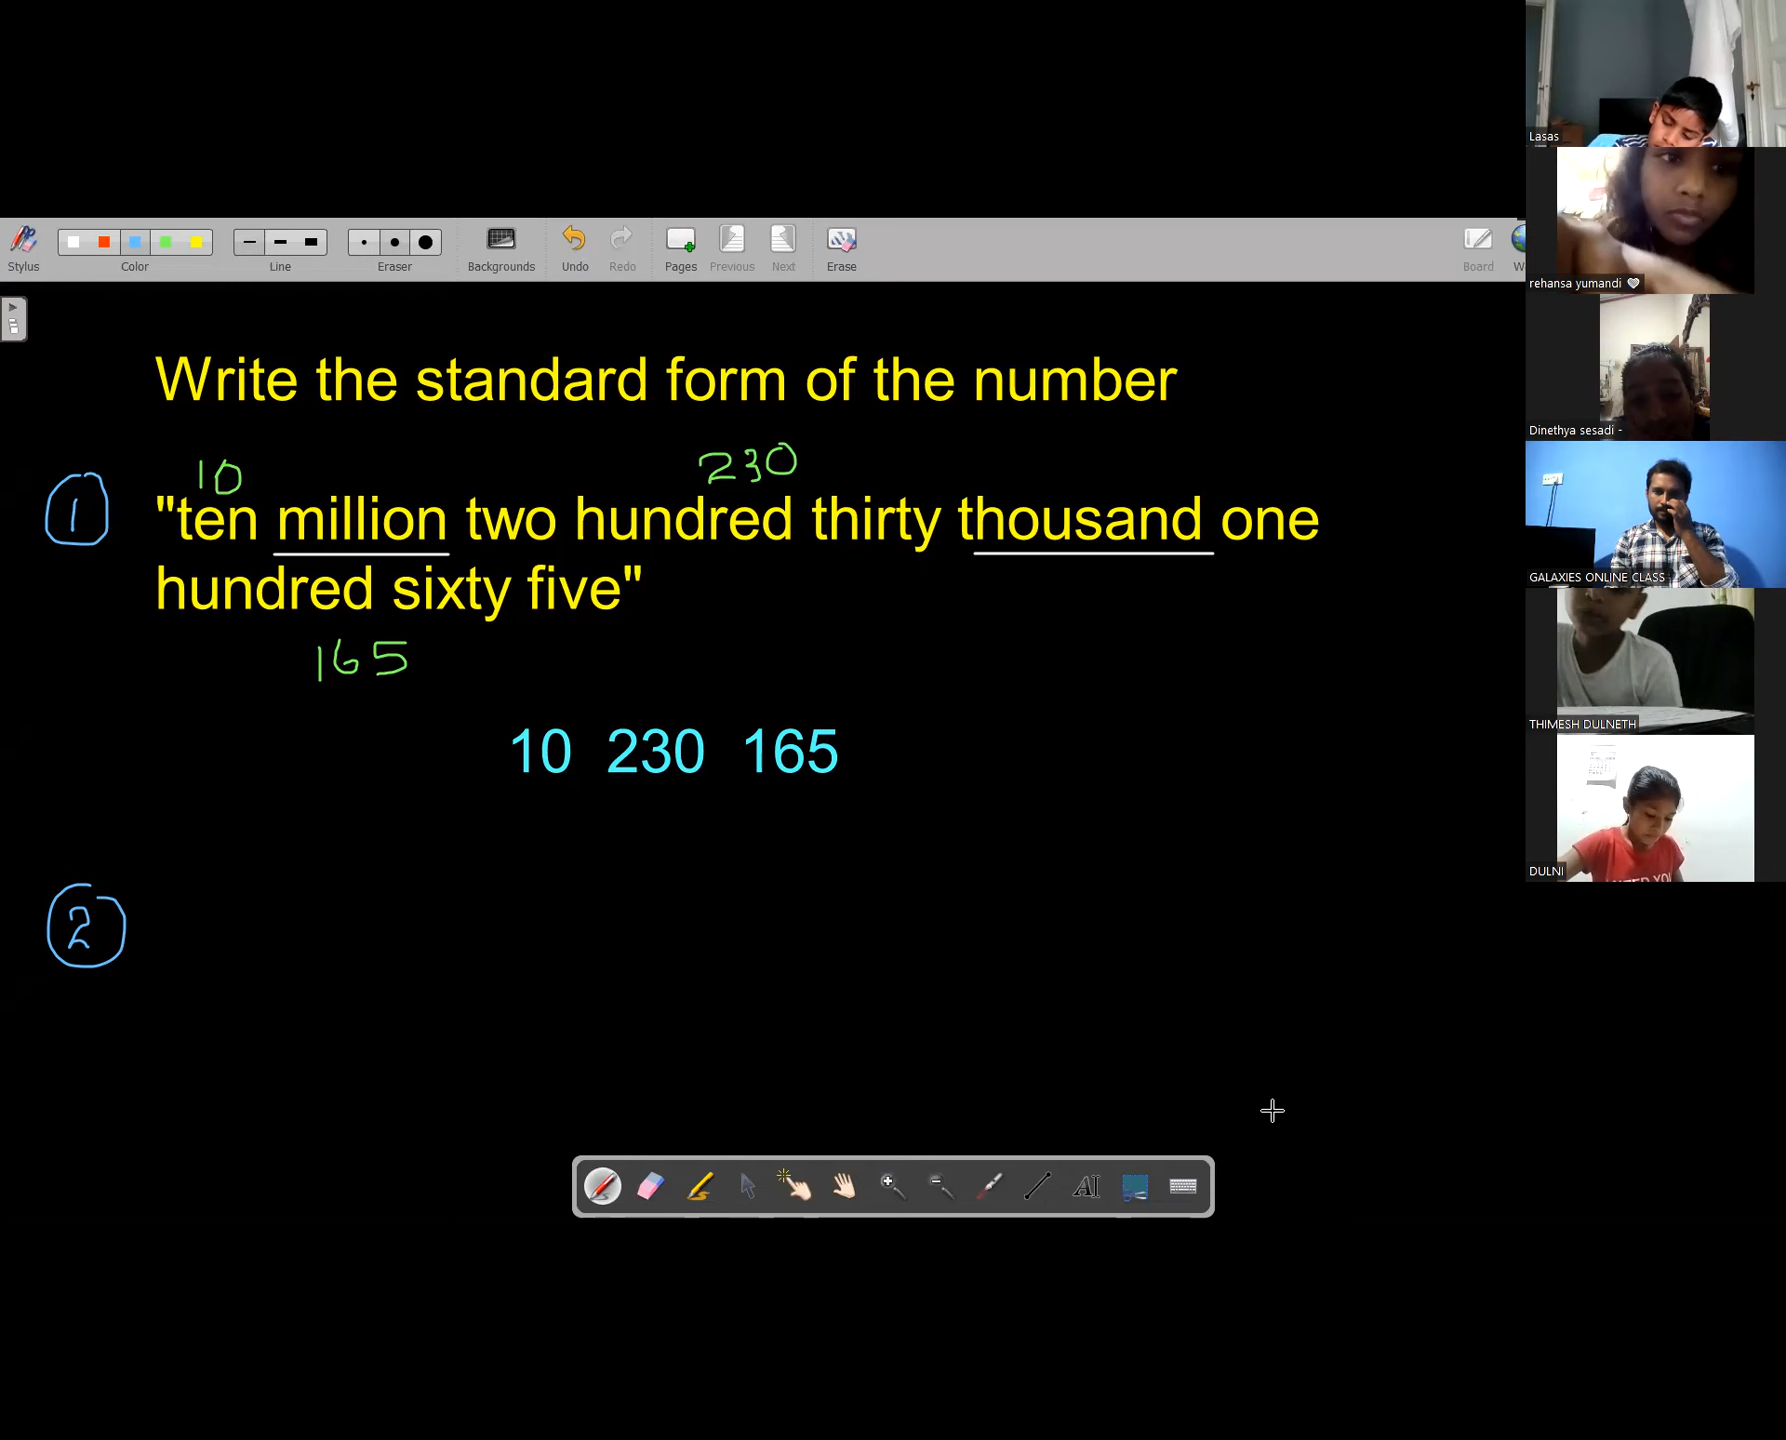 Lasas
rehansa yumandi
Dinethya sesadi -
GALAXIES ONLINE CLASS
THIMESH DULNETH
DULNI
Stylus
Color
Line
Eraser
Backgrounds
Undo
Redo
Pages
Previous
Next
Erase
Board
W
Write the standard form of the number
10 230
1
"ten million two hundred thirty thousand one
hundred sixty five"
165
10 230 165
2